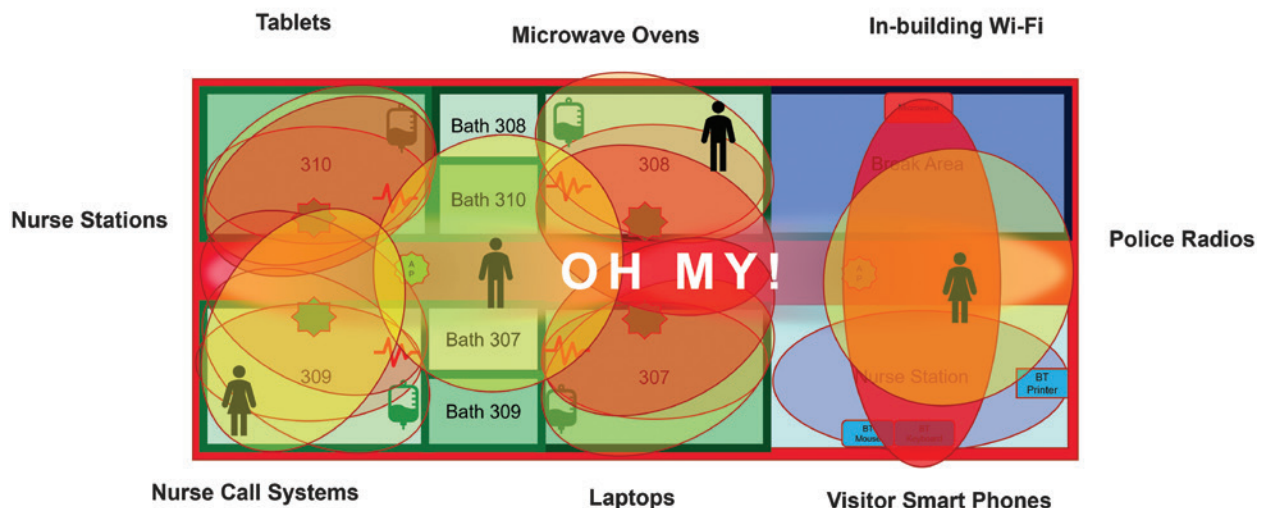 Tablets
Microwave Ovens
In-building Wi-Fi
Bath 308
310
308
Break Area
Bath 310
Nurse Stations
Police Radios
A
P
OH MY!
A
P
Bath 307
309
307
Nurse Station
BT
Printer
Bath 309
BT
Mouse
BT
Keyboard
Nurse Call Systems
Laptops
Visitor Smart Phones